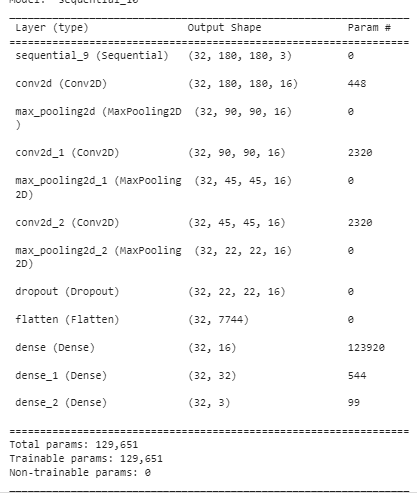 Model: "sequential_10"
Layer (type) Output Shape Param #
=================================================================
sequential_9 (Sequential) (32, 180, 180, 3) 0
conv2d (Conv2D) (32, 180, 180, 16) 448
max_pooling2d (MaxPooling2D (32, 90, 90, 16) 0
)
conv2d_1 (Conv2D) (32, 90, 90, 16) 2320
max_pooling2d_1 (MaxPooling (32, 45, 45, 16) 0
2D)
conv2d_2 (Conv2D) (32, 45, 45, 16) 2320
max_pooling2d_2 (MaxPooling (32, 22, 22, 16) 0
2D)
dropout (Dropout) (32, 22, 22, 16) 0
flatten (Flatten) (32, 7744) 0
dense (Dense) (32, 16) 123920
dense_1 (Dense) (32, 32) 544
dense_2 (Dense) (32, 3) 99
=================================================================
Total params: 129,651
Trainable params: 129,651
Non-trainable params: 0